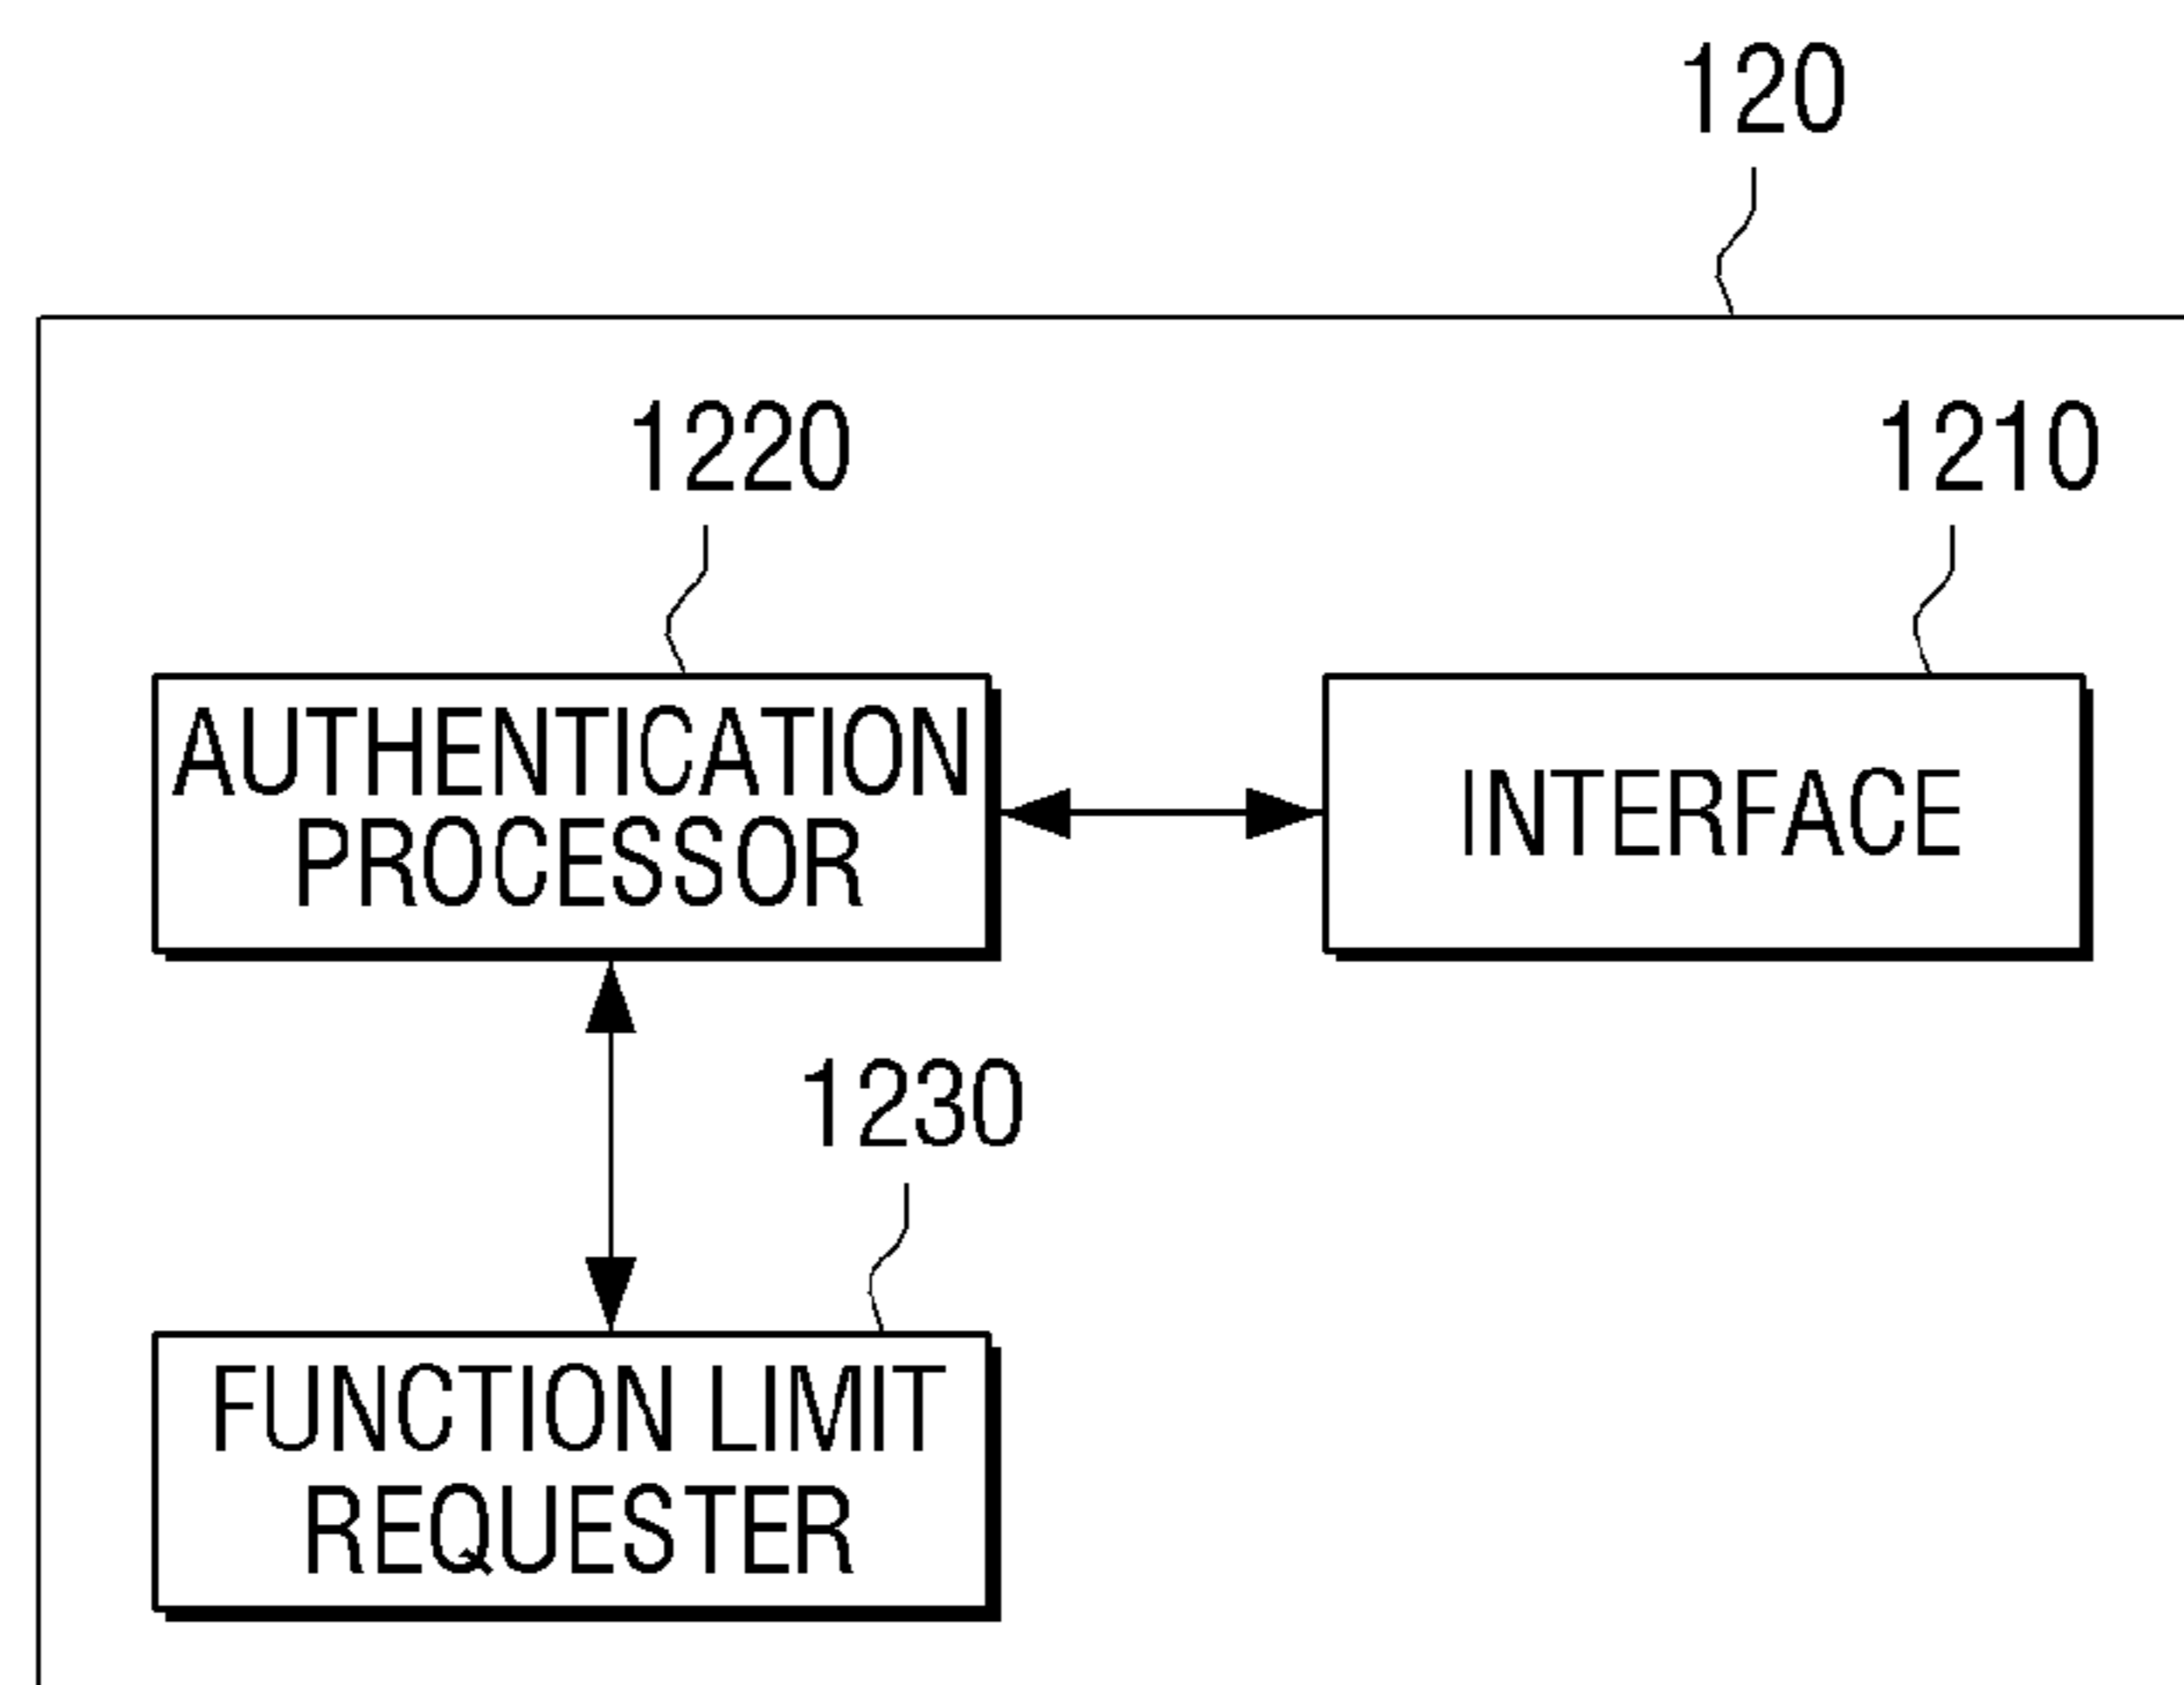 120
1220
1210
AUTHENTICATION
PROCESSOR
INTERFACE
1230
FUNCTION LIMIT
REQUESTER